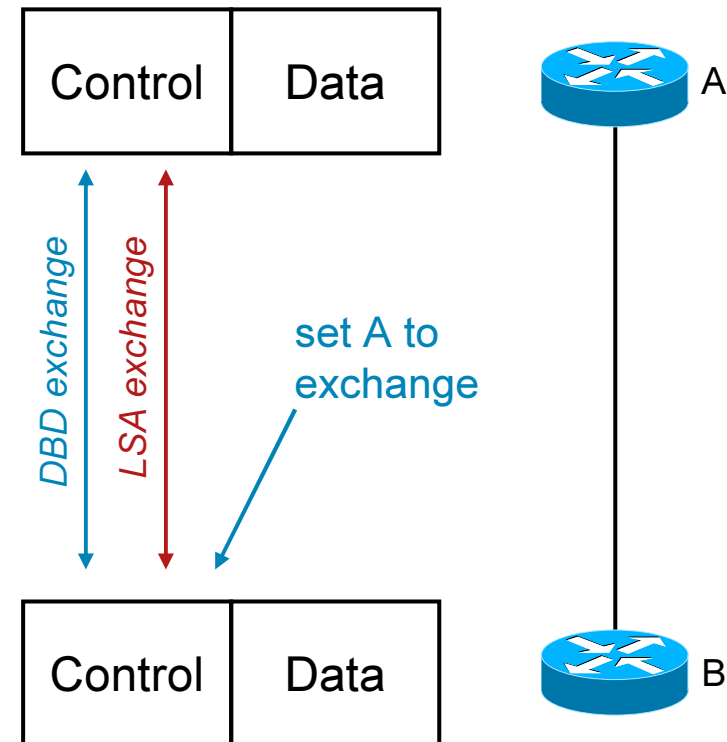 Control
Data
A
DBD exchange
LSA exchange
set A to
exchange
Control
Data
B